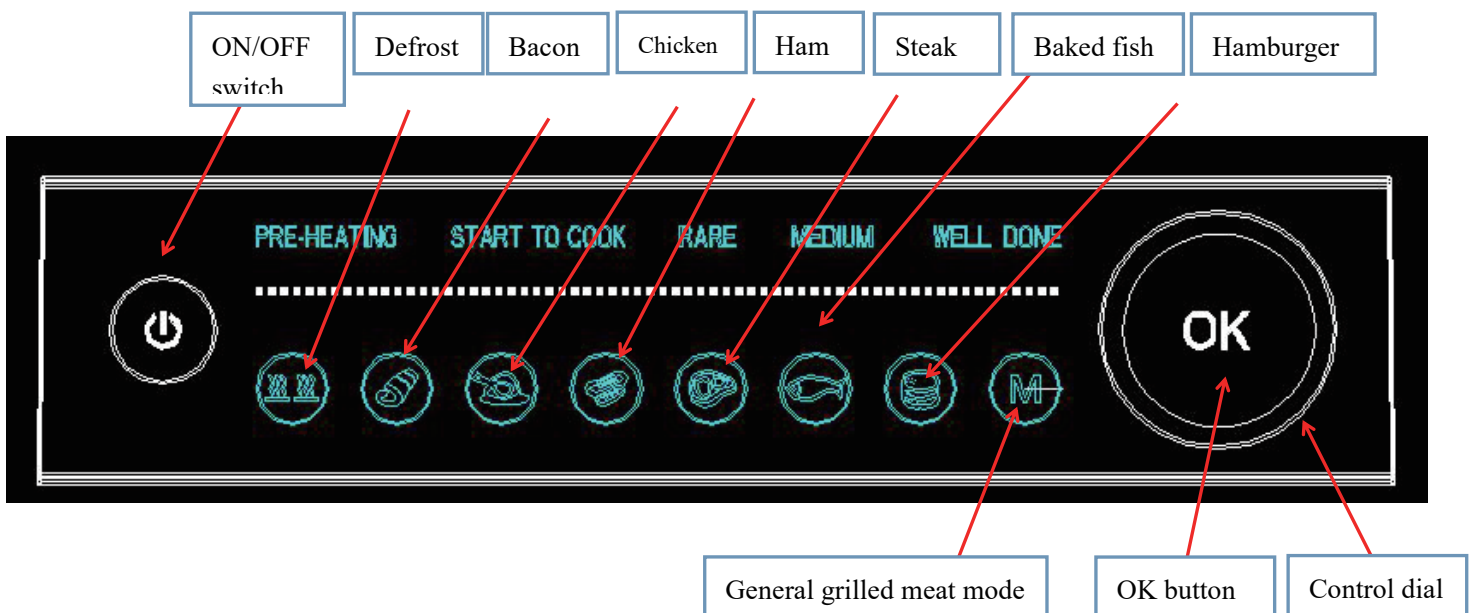 ON/OFF
switch
Defrost
Bacon
Chicken
Ham
Steak
Baked fish
Hamburger
PRE-HEATING
START TO COOK
RARE
MEDIUM
WELL DONE
OK
M
General grilled meat mode
OK button
Control dial